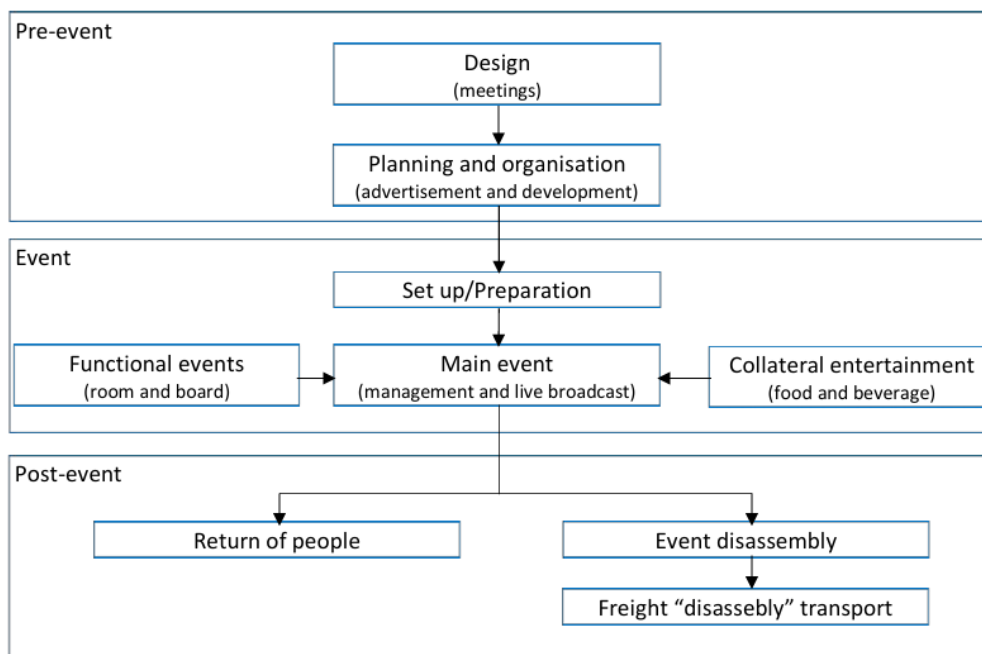 Pre-event
Design
(meetings)
Planning and organisation
(advertisement and development)
Event
Set up/Preparation
Functional events
(room and board)
Main event
(management and live broadcast)
Collateral entertainment
(food and beverage)
Post-event
Return of people
Event disassembly
Freight “disassebly” transport